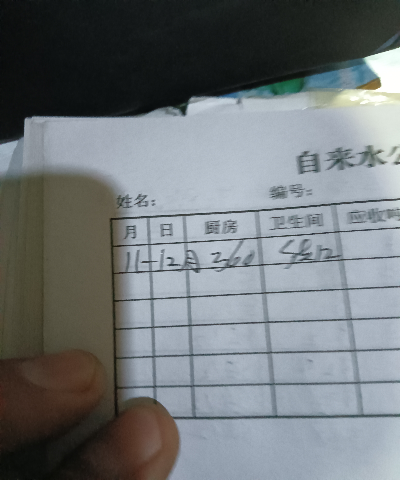 自来水
姓名： 编号：
月 日 厨房 卫生间 应收
11-12月 360